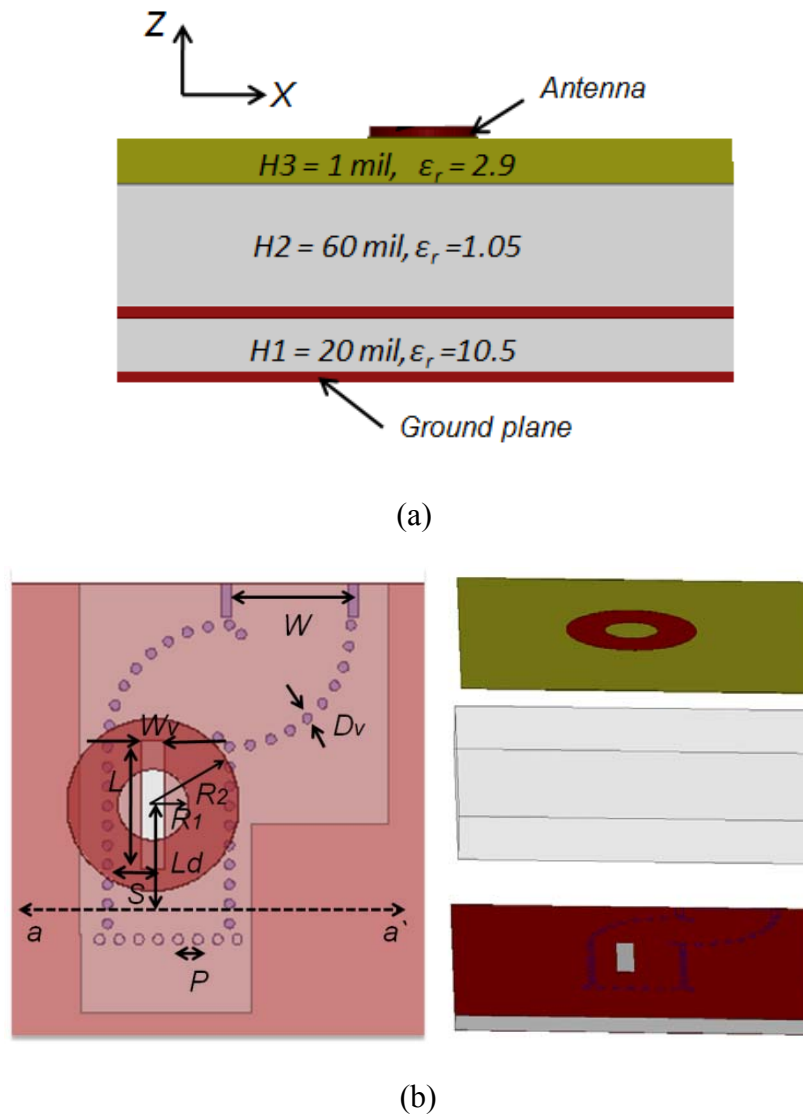 Z
X
Antenna
H3 = 1 mil, εr = 2.9
H2 = 60 mil, εr =1.05
H1 = 20 mil, εr =10.5
Ground plane
(a)
W
Wv
Dv
L
R2
R1
Ld
S
a
a`
P
(b)